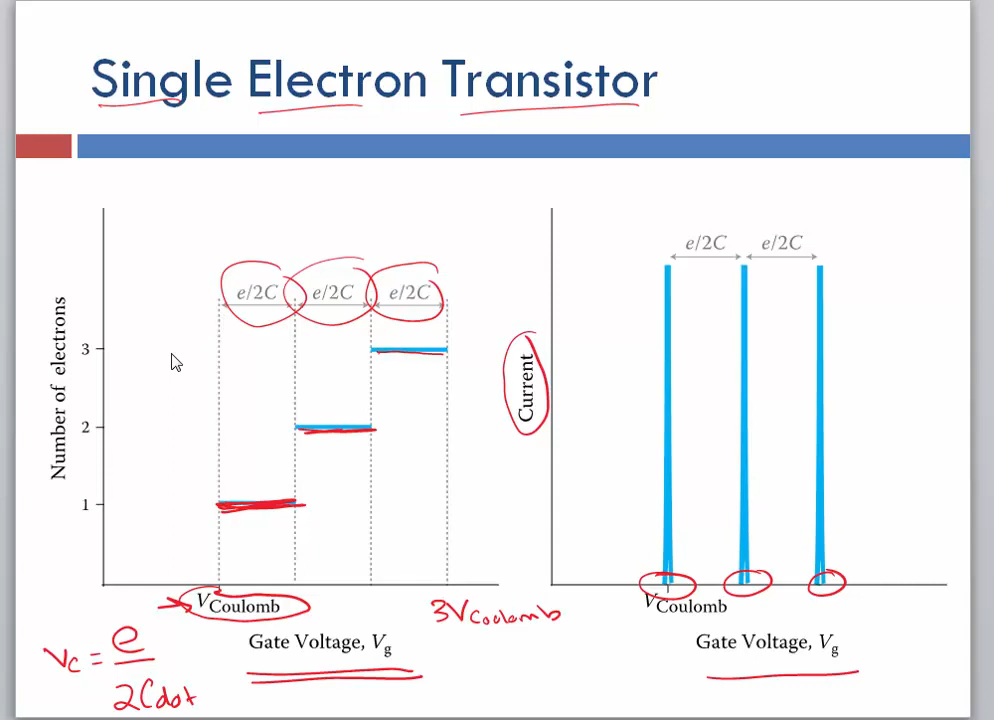 Single Electron Transistor
e/2C e/2C e/2C
Number of electrons
3
2
1
VCoulomb
3VCoulomb
Gate Voltage, Vg
Vc = e
2Cdot
e/2C e/2C
Current
VCoulomb
Gate Voltage, Vg